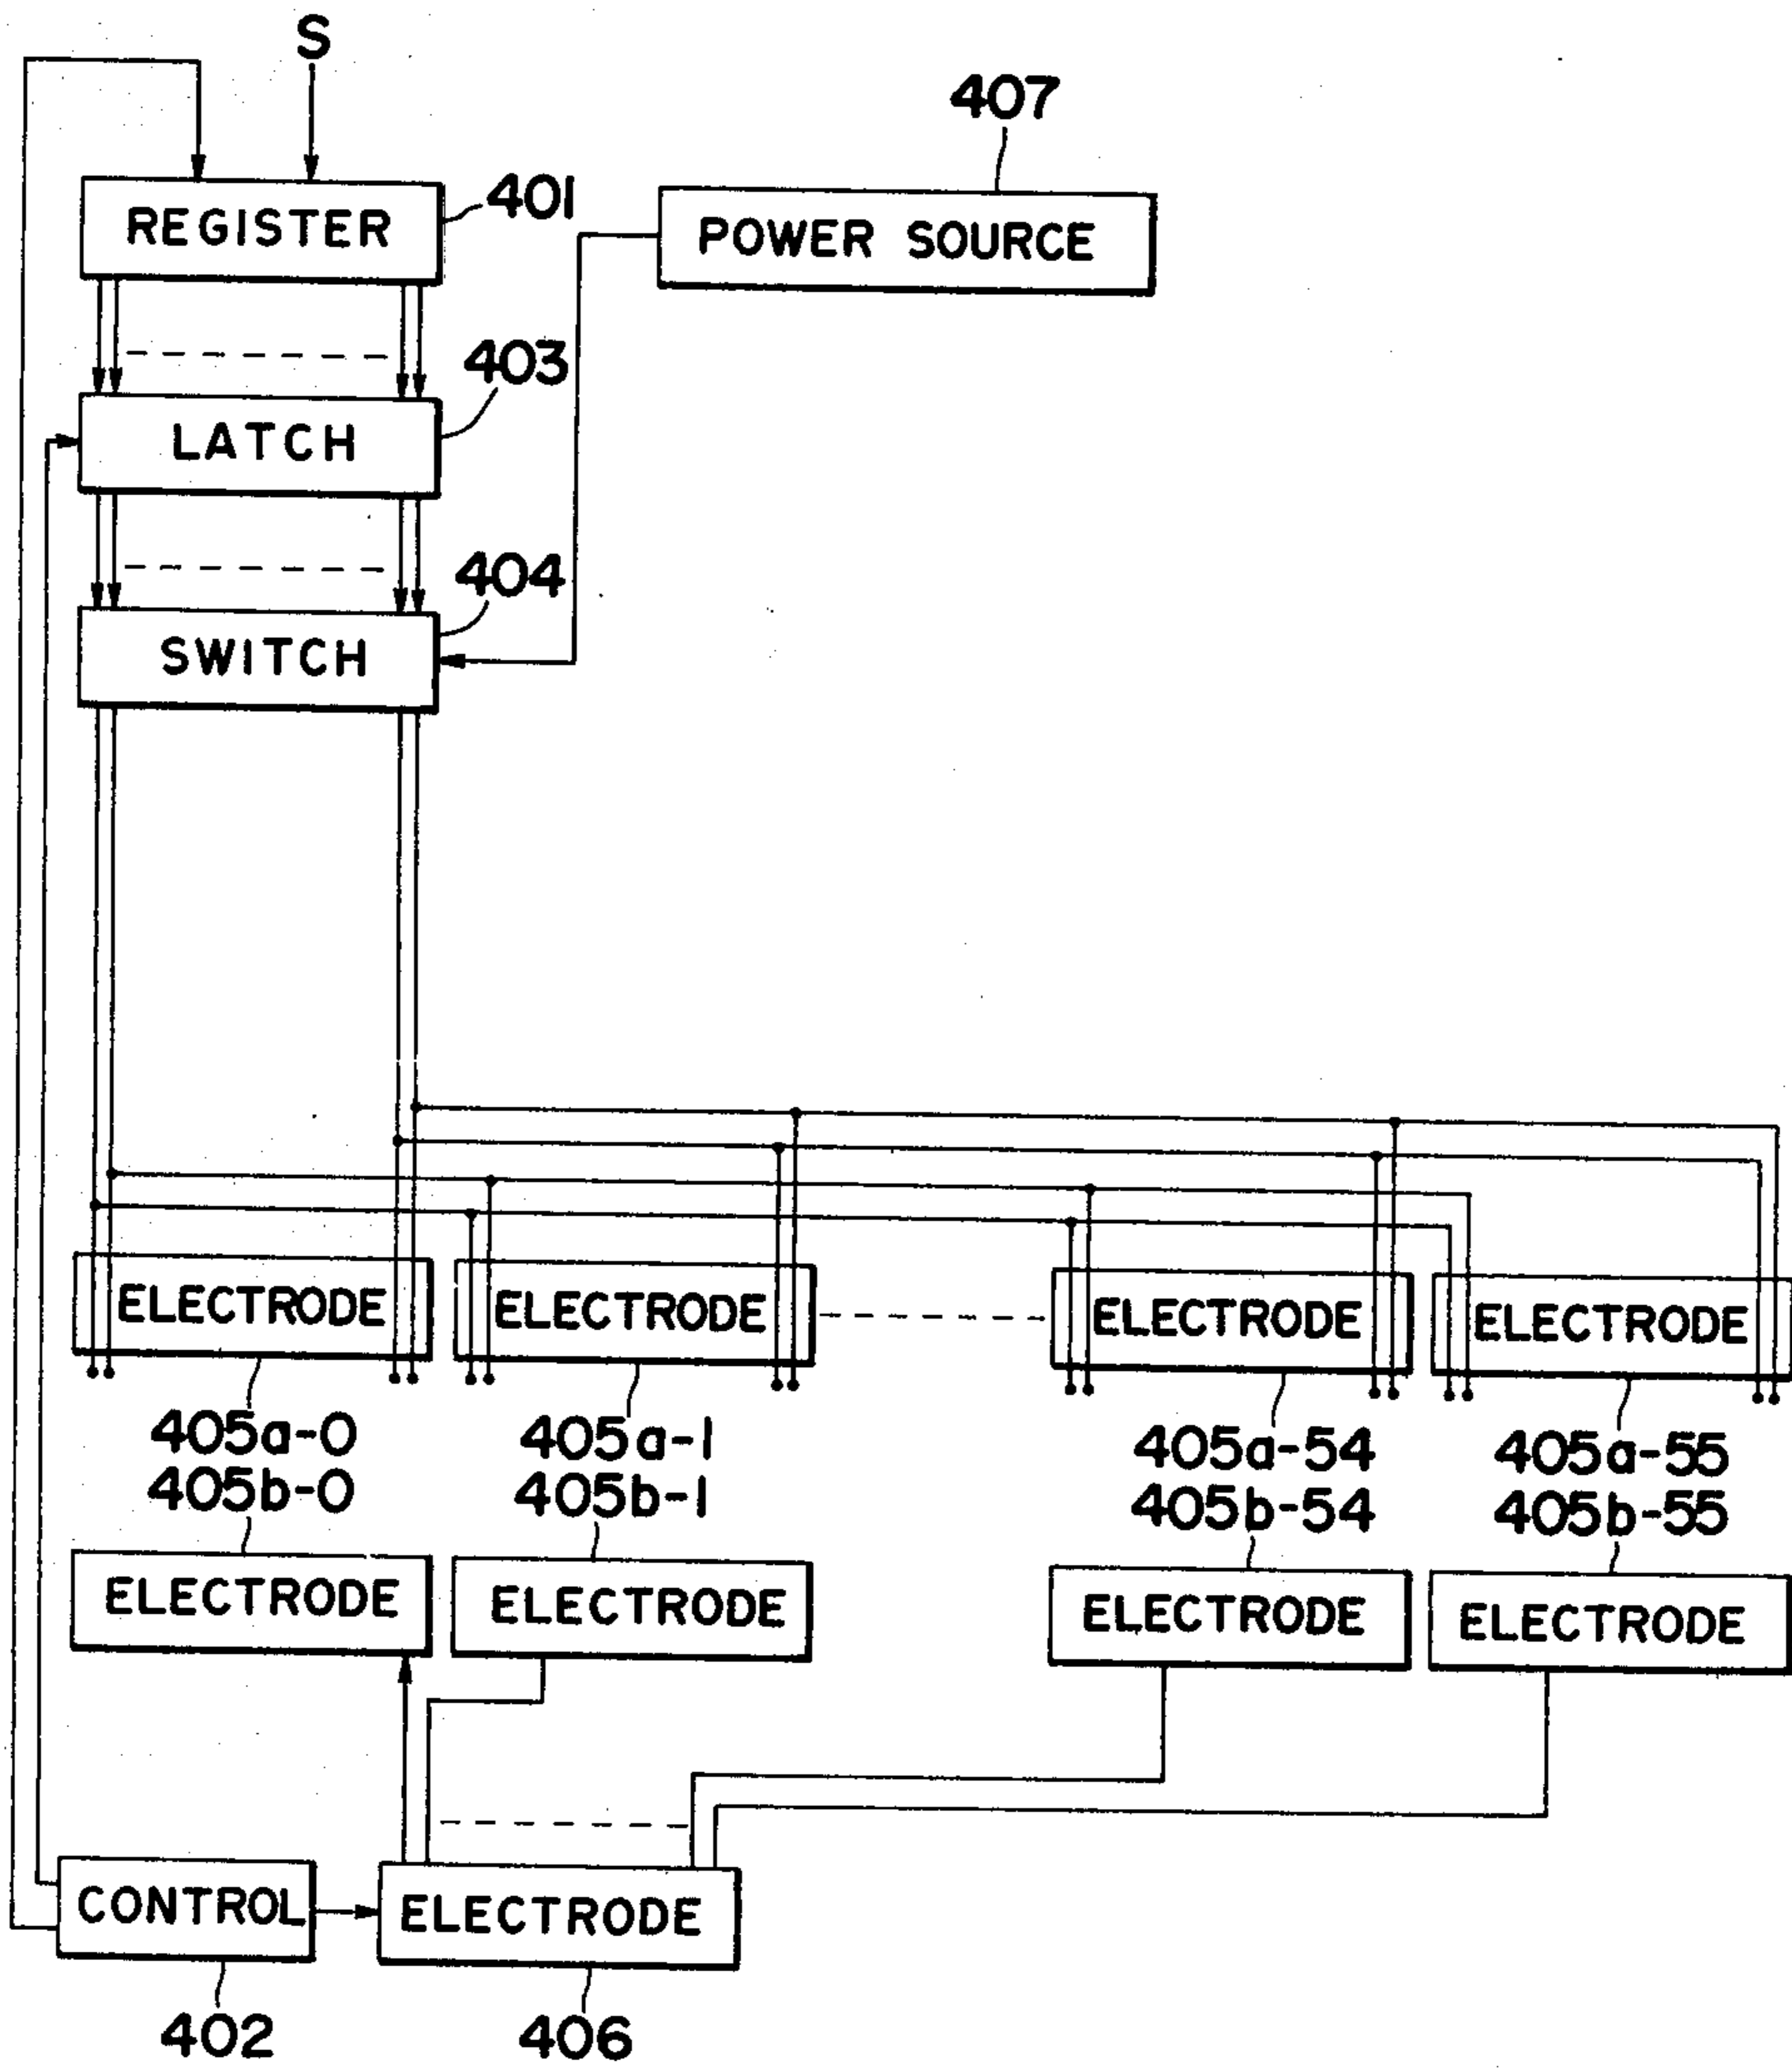 S
407
REGISTER
401
POWER SOURCE
403
LATCH
404
SWITCH
ELECTRODE
ELECTRODE
ELECTRODE
ELECTRODE
405a-0
405b-0
405a-1
405b-1
405a-54
405b-54
405a-55
405b-55
ELECTRODE
ELECTRODE
ELECTRODE
ELECTRODE
CONTROL
ELECTRODE
402
406